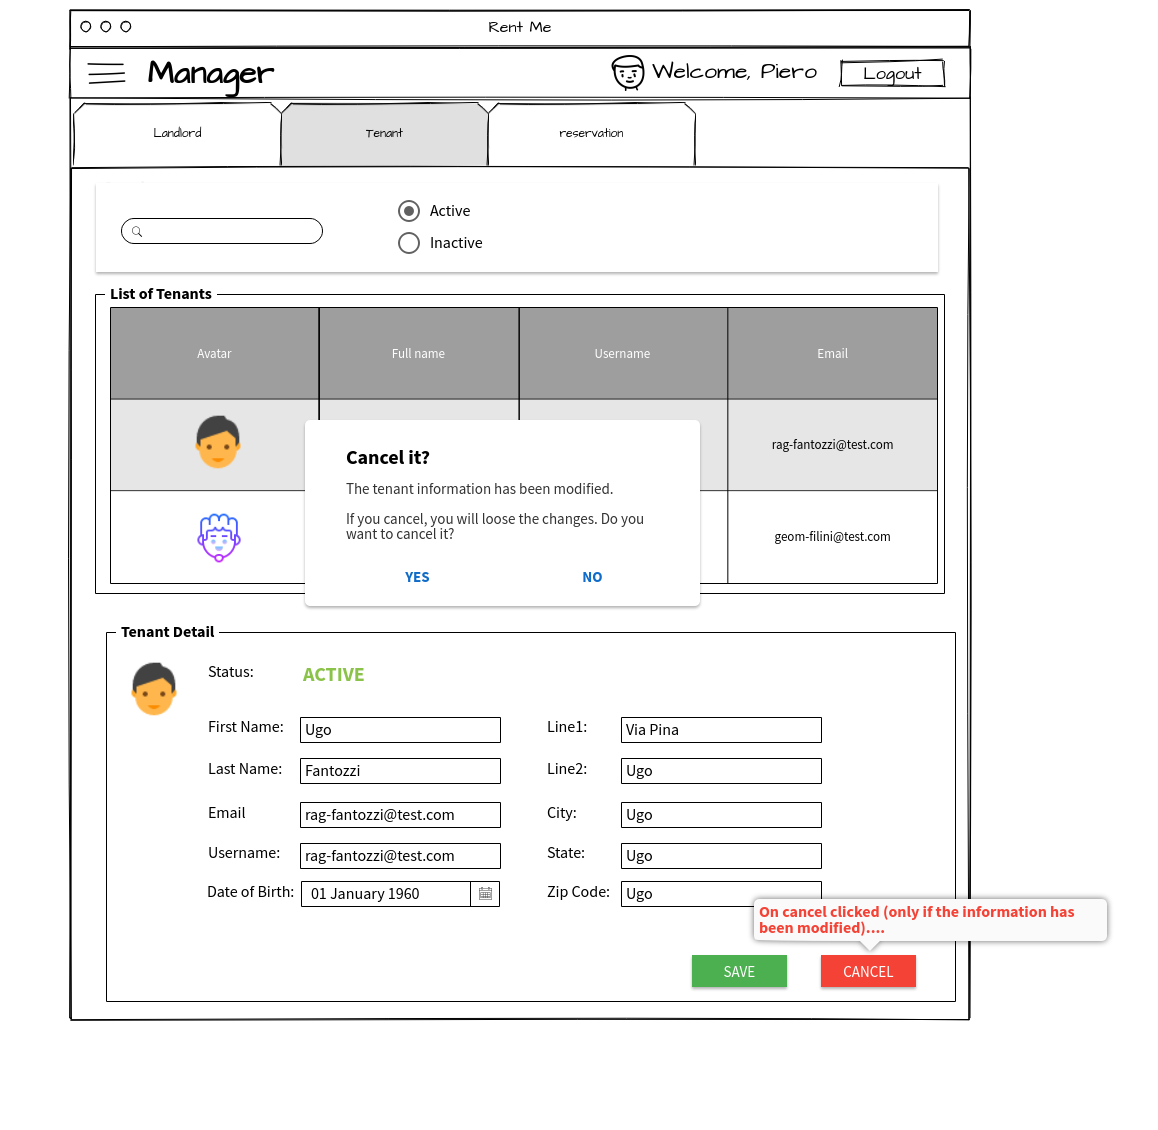 Rent Me
Manager
Welcome, Piero
Logout
Landlord
Tenant
reservation
Active
Inactive
List of Tenants
Avatar
Full name
Username
Email
rag-fantozzi@test.com
geom-filini@test.com
Cancel it?
The tenant information has been modified.
If you cancel, you will loose the changes. Do you
want to cancel it?
YES
NO
Tenant Detail
Status:
ACTIVE
First Name:
Ugo
Line1:
Via Pina
Last Name:
Fantozzi
Line2:
Ugo
Email
rag-fantozzi@test.com
City:
Ugo
Username:
rag-fantozzi@test.com
State:
Ugo
Date of Birth:
01 January 1960
Zip Code:
Ugo
On cancel clicked (only if the information has
been modified)....
SAVE
CANCEL